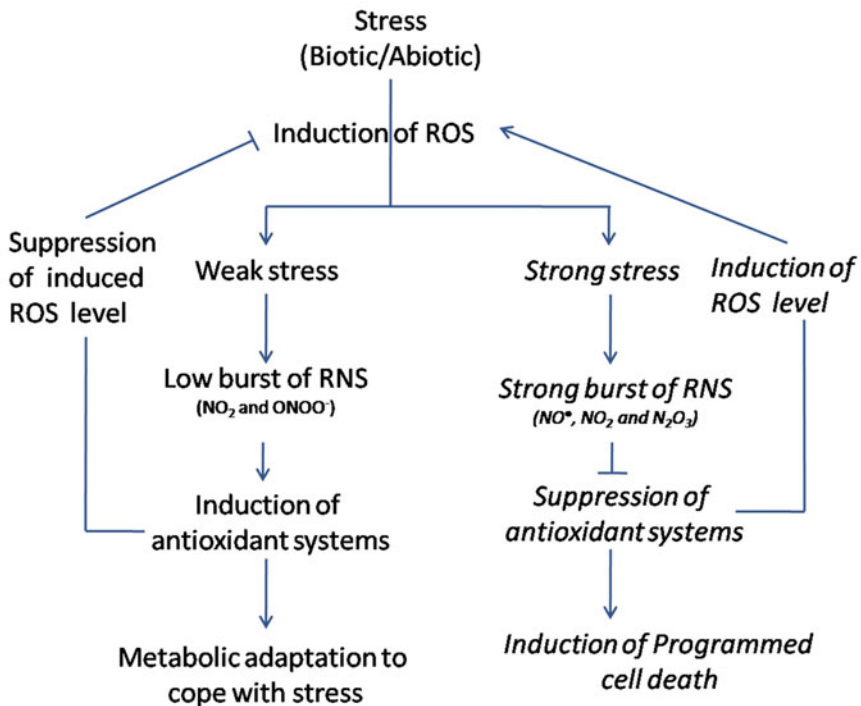 Stress
(Biotic/Abiotic)
Induction of ROS
Suppression
of induced
ROS level
Weak stress
Strong stress
Induction of
ROS level
Low burst of RNS
(NO₂ and ONOO⁻)
Strong burst of RNS
(NO•, NO₂ and N₂O₃)
Induction of
antioxidant systems
Suppression of
antioxidant systems
Metabolic adaptation to
cope with stress
Induction of Programmed
cell death